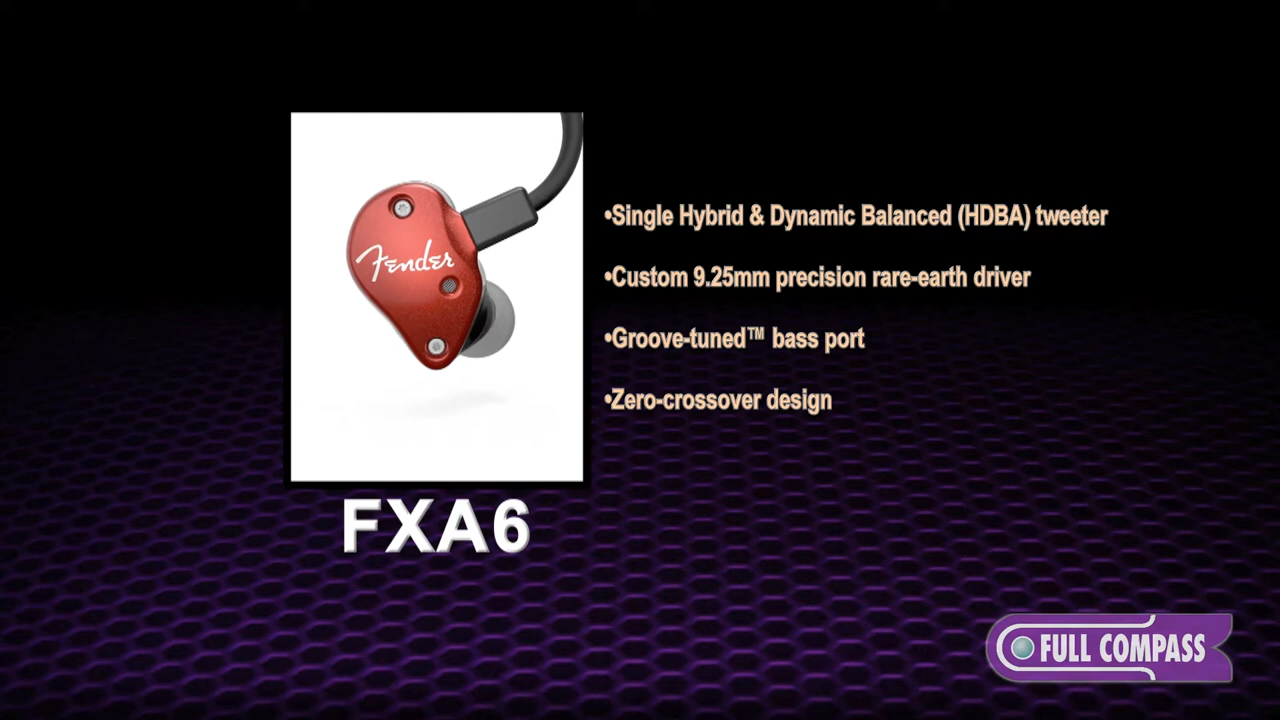 Fender
•Single Hybrid & Dynamic Balanced (HDBA) tweeter
•Custom 9.25mm precision rare-earth driver
•Groove-tuned™ bass port
•Zero-crossover design
FXA6
FULL COMPASS